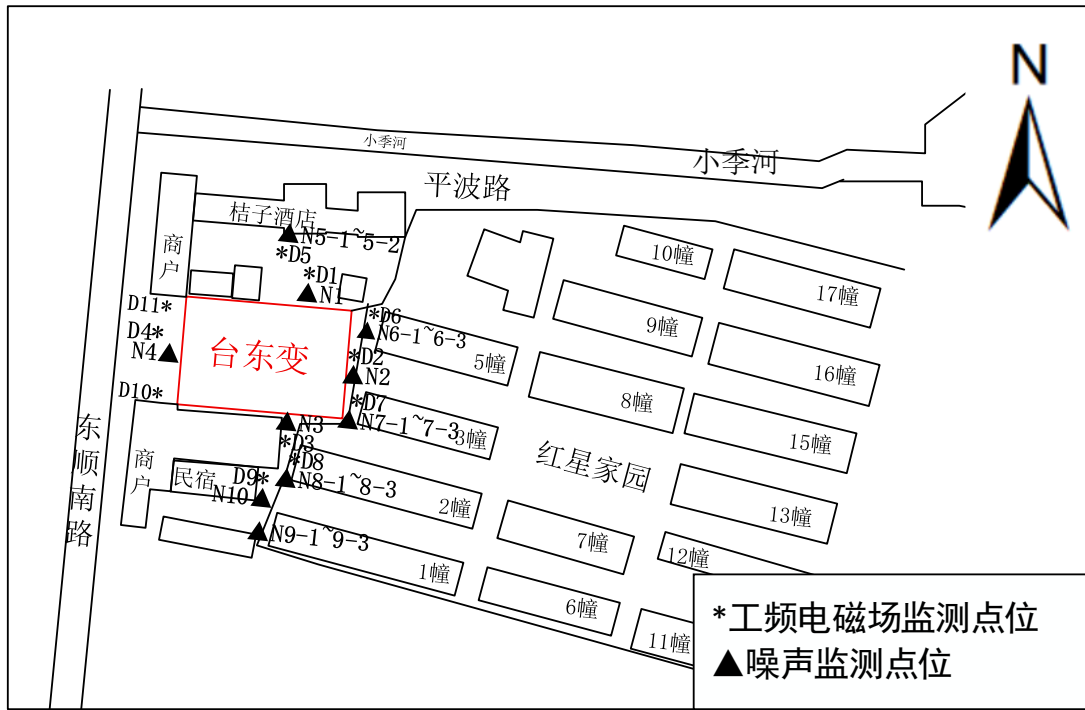 N
小季河
小季河
平波路
桔子酒店
N5-1~5-2
*D5
商户
*D1
N1
10幢
17幢
D11*
*D6
N6-1~6-3
9幢
D4*
N4
台东变
*D2
N2
5幢
16幢
D10*
*D7
N7-1~7-3
3幢
8幢
15幢
N3
*D3
东顺南路
商户
民宿
D9*
*D8
N8-1~8-3
N10
2幢
红星家园
13幢
N9-1~9-3
7幢
12幢
1幢
6幢
11幢
*工频电磁场监测点位
▲噪声监测点位